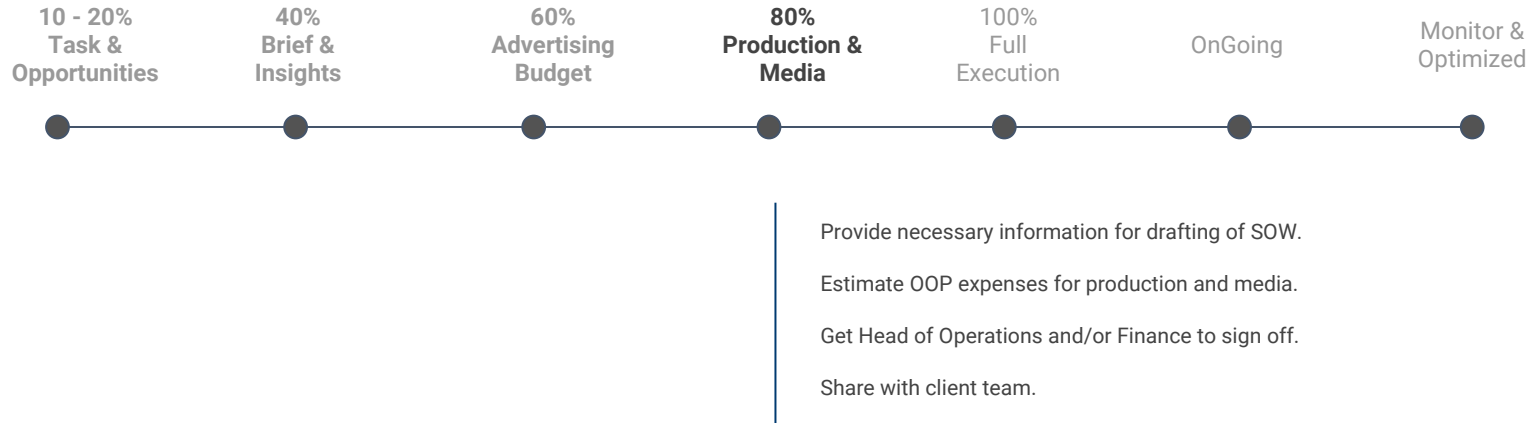 10 - 20%
Task &
Opportunities
40%
Brief &
Insights
60%
Advertising
Budget
80%
Production &
Media
100%
Full
Execution
OnGoing
Monitor &
Optimized
Provide necessary information for drafting of SOW.
Estimate OOP expenses for production and media.
Get Head of Operations and/or Finance to sign off.
Share with client team.